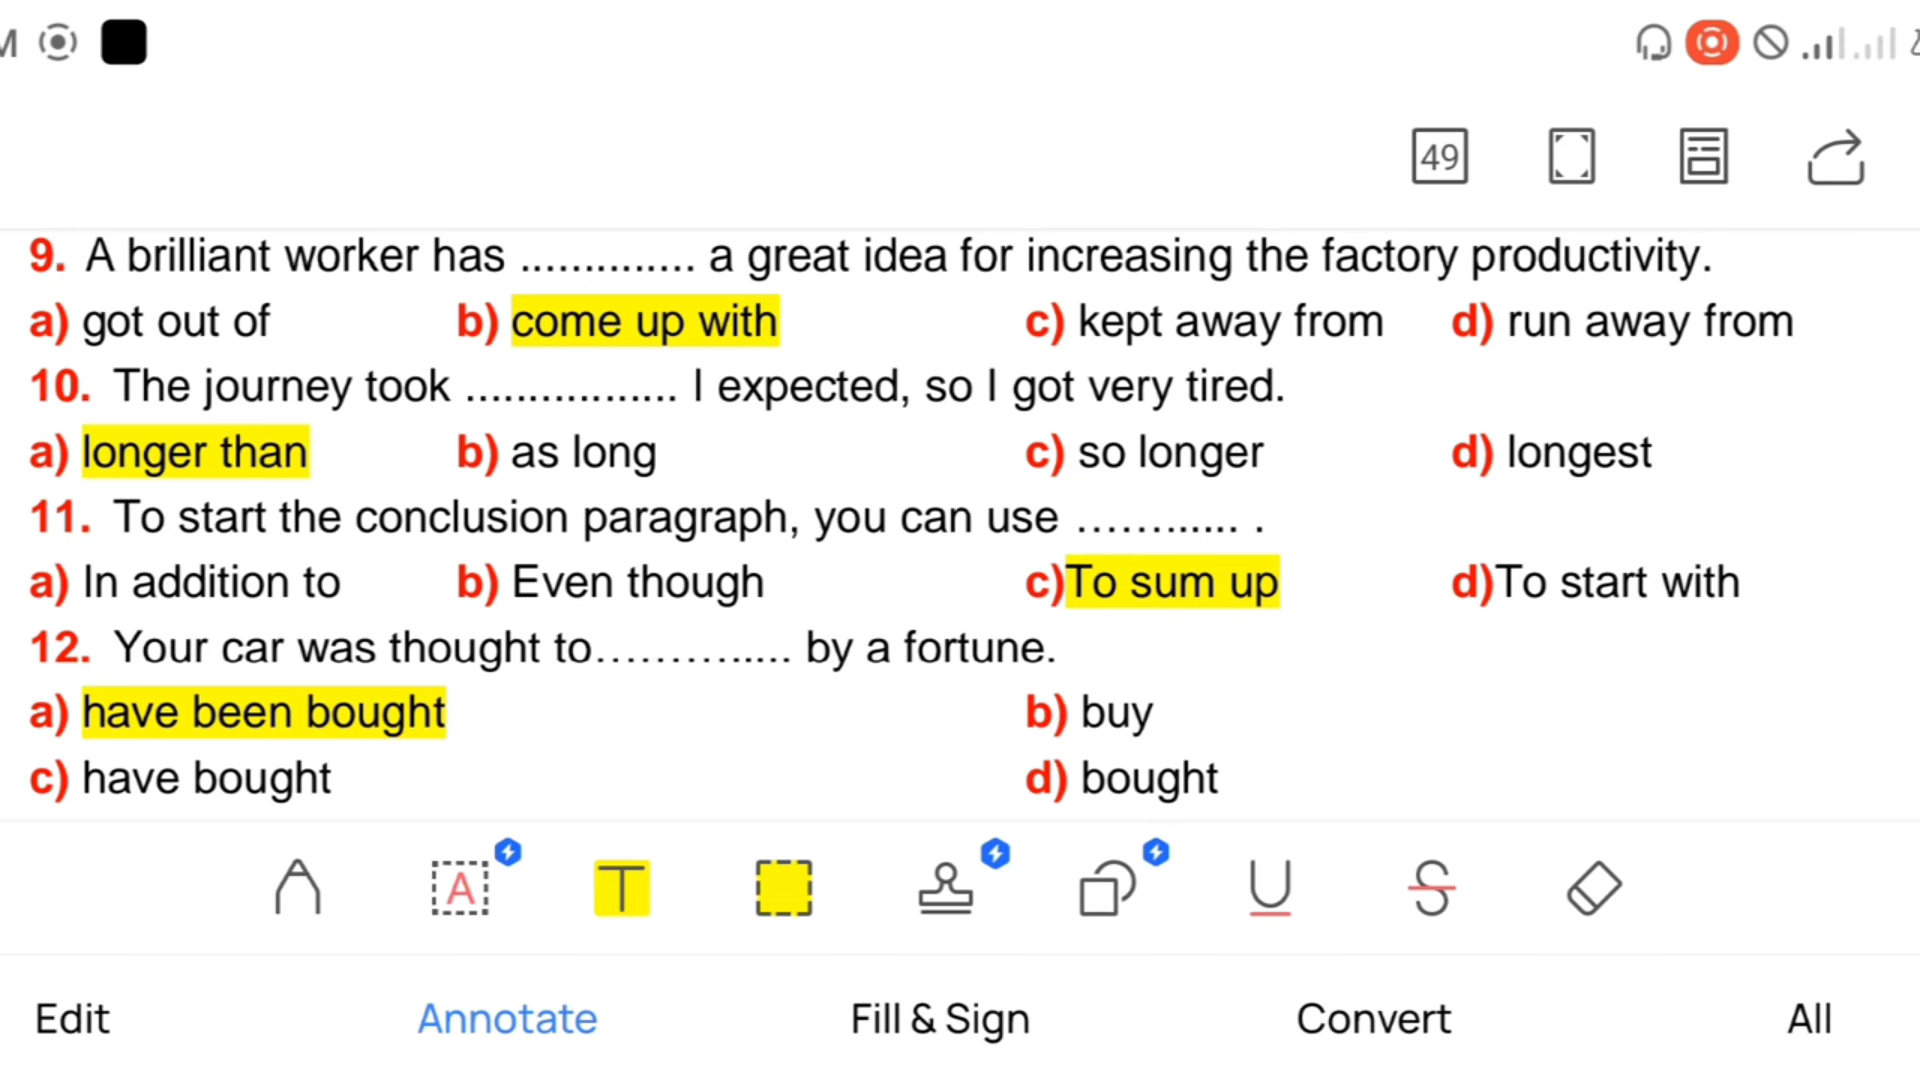 M
49
9. A brilliant worker has .............. a great idea for increasing the factory productivity.
a) got out of b) come up with c) kept away from d) run away from
10. The journey took ................. I expected, so I got very tired.
a) longer than b) as long c) so longer d) longest
11. To start the conclusion paragraph, you can use …….….. .
a) In addition to b) Even though c)To sum up d)To start with
12. Your car was thought to……….….. by a fortune.
a) have been bought b) buy
c) have bought d) bought
A T U S
Edit Annotate Fill & Sign Convert All